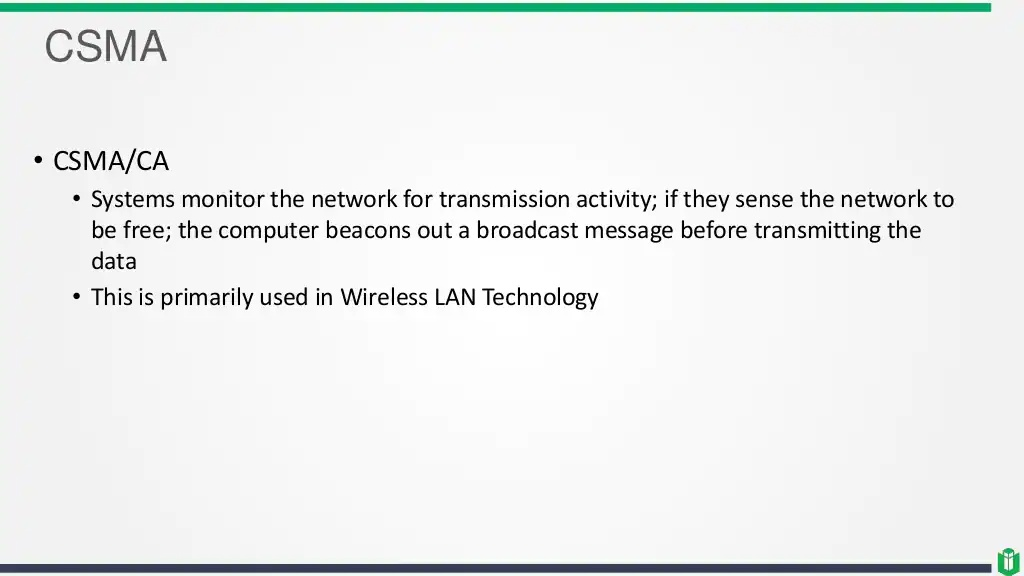 CSMA
• CSMA/CA
• Systems monitor the network for transmission activity; if they sense the network to
be free; the computer beacons out a broadcast message before transmitting the
data
• This is primarily used in Wireless LAN Technology